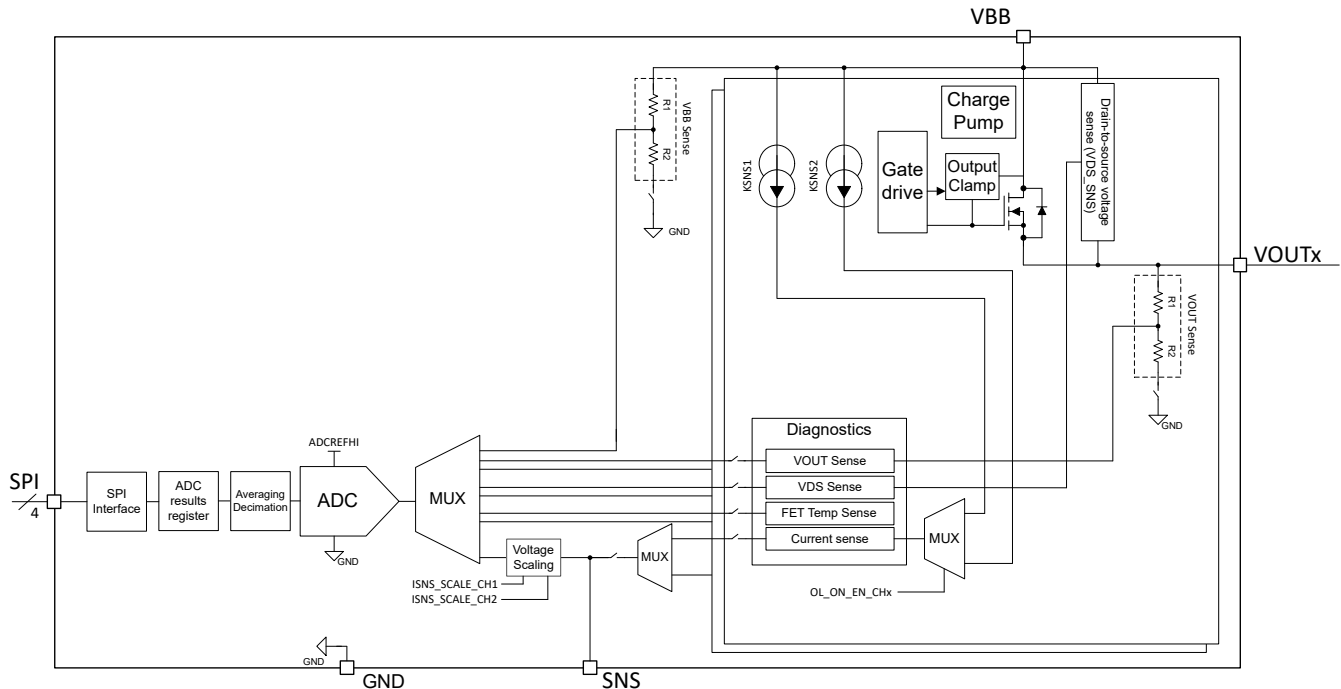 VBB
R1
R2
VBB Sense
GND
KSNS1
KSNS2
Charge
Pump
Gate
drive
Output
Clamp
Drain-to-source voltage
sense (VDS_SNS)
VOUTx
R1
R2
VOUT Sense
GND
Diagnostics
VOUT Sense
VDS Sense
FET Temp Sense
Current sense
MUX
OL_ON_EN_CHx
SPI
4
SPI
Interface
ADC
results
register
Averaging
Decimation
ADCREFHI
ADC
GND
MUX
Voltage
Scaling
ISNS_SCALE_CH1
ISNS_SCALE_CH2
MUX
GND
GND
SNS